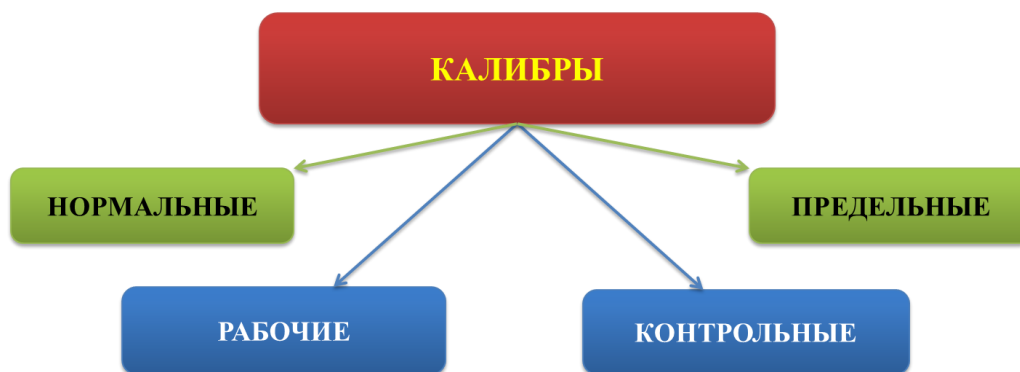 КАЛИБРЫ
НОРМАЛЬНЫЕ
ПРЕДЕЛЬНЫЕ
РАБОЧИЕ
КОНТРОЛЬНЫЕ